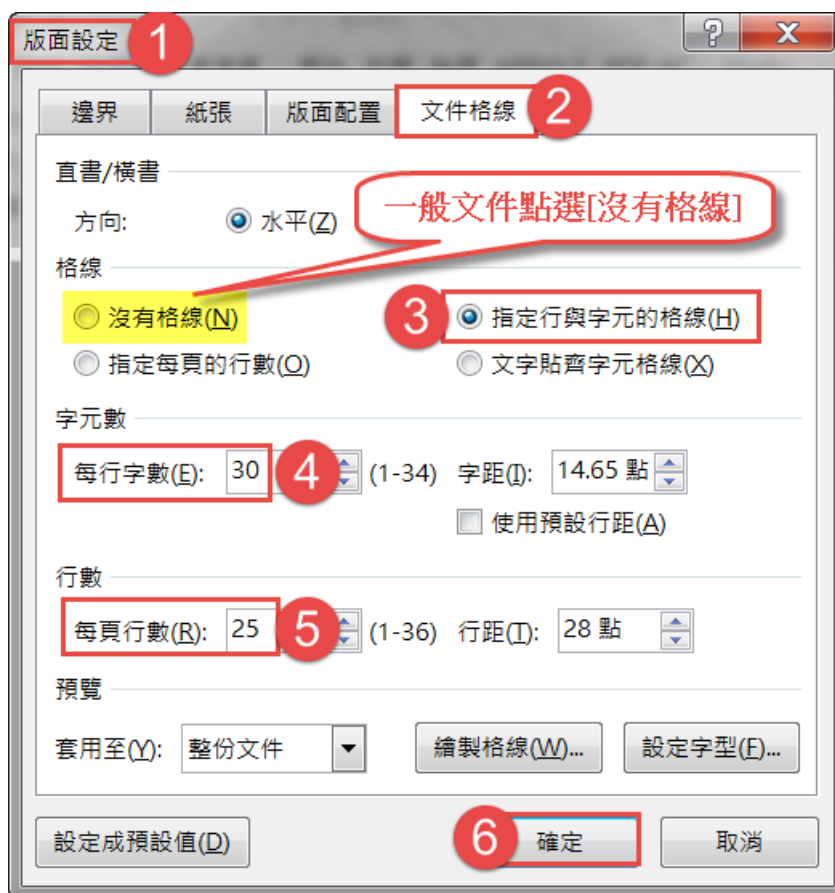 版面設定 1
? X
邊界 紙張 版面配置 文件格線 2
直書/橫書
方向: 水平(Z)
一般文件點選[沒有格線]
格線
沒有格線(N) 3 指定行與字元的格線(H)
指定每頁的行數(O) 文字貼齊字元格線(X)
字元數
每行字數(E): 30 4 (1-34) 字距(I): 14.65 點
使用預設行距(A)
行數
每頁行數(R): 25 5 (1-36) 行距(T): 28 點
預覽
套用至(Y): 整份文件 繪製格線(W)... 設定字型(F)...
設定成預設值(D) 6 確定 取消